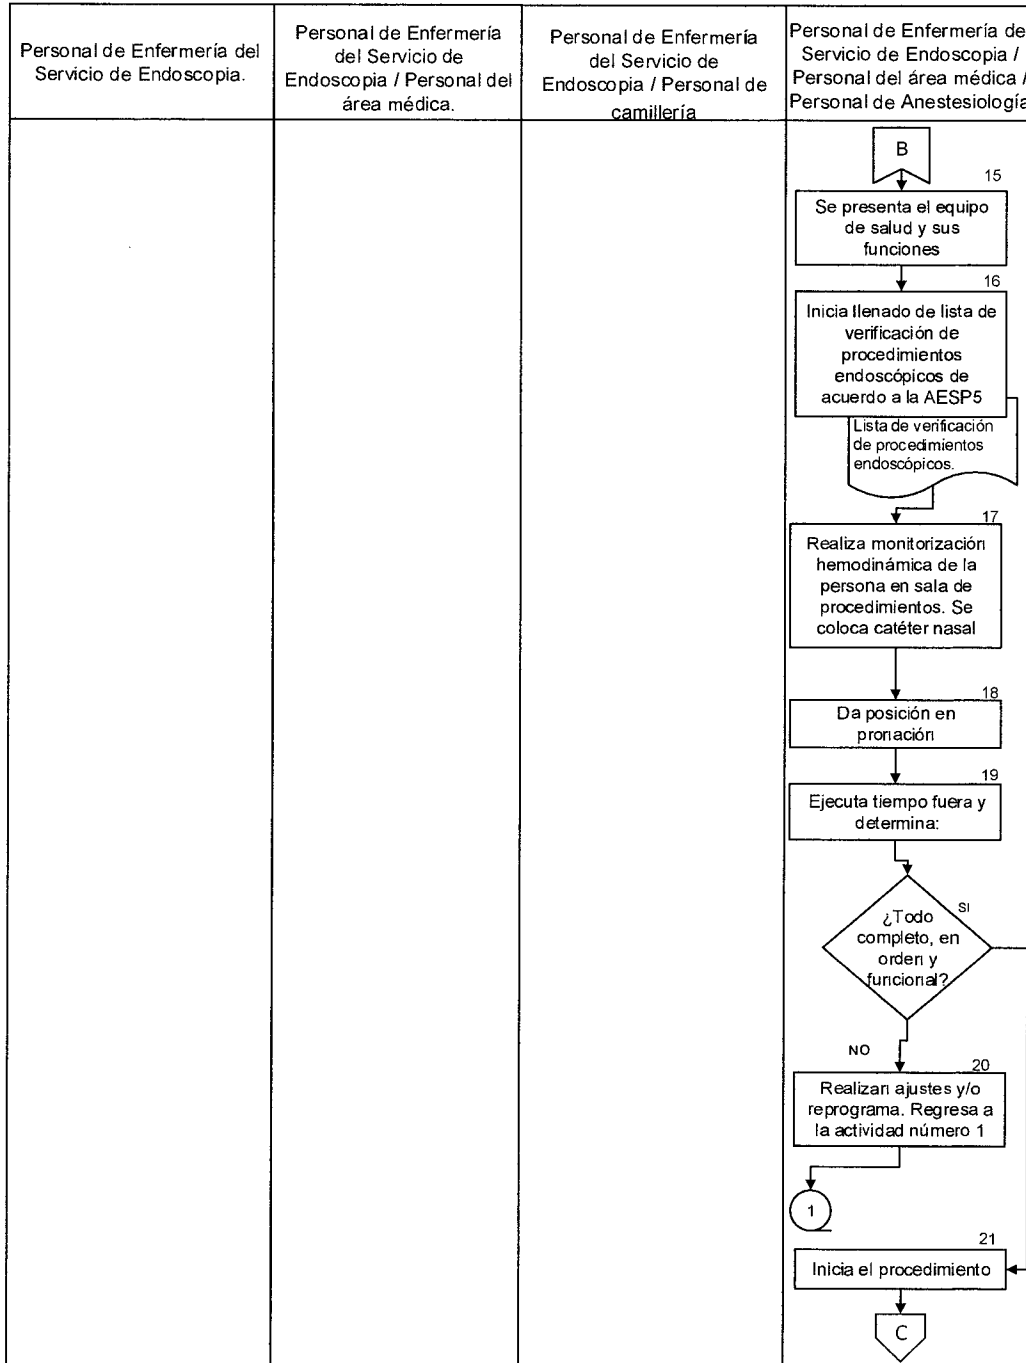 Personal de Enfermería del
Servicio de Endoscopia.
Personal de Enfermería
del Servicio de
Endoscopia / Personal del
área médica.
Personal de Enfermería
del Servicio de
Endoscopia / Personal de
camillería
Personal de Enfermería de
Servicio de Endoscopia /
Personal del área médica /
Personal de Anestesiología
B
15
Se presenta el equipo
de salud y sus
funciones
16
Inicia llenado de lista de
verificación de
procedimientos
endoscópicos de
acuerdo a la AESP5
Lista de verificación
de procedimientos
endoscópicos.
17
Realiza monitorización
hemodinámica de la
persona en sala de
procedimientos. Se
coloca catéter nasal
18
Da posición en
pronación
19
Ejecuta tiempo fuera y
determina:
¿Todo
completo, en
orden y
funcional?
SI
NO
20
Realizan ajustes y/o
reprograma. Regresa a
la actividad número 1
1
21
Inicia el procedimiento
C